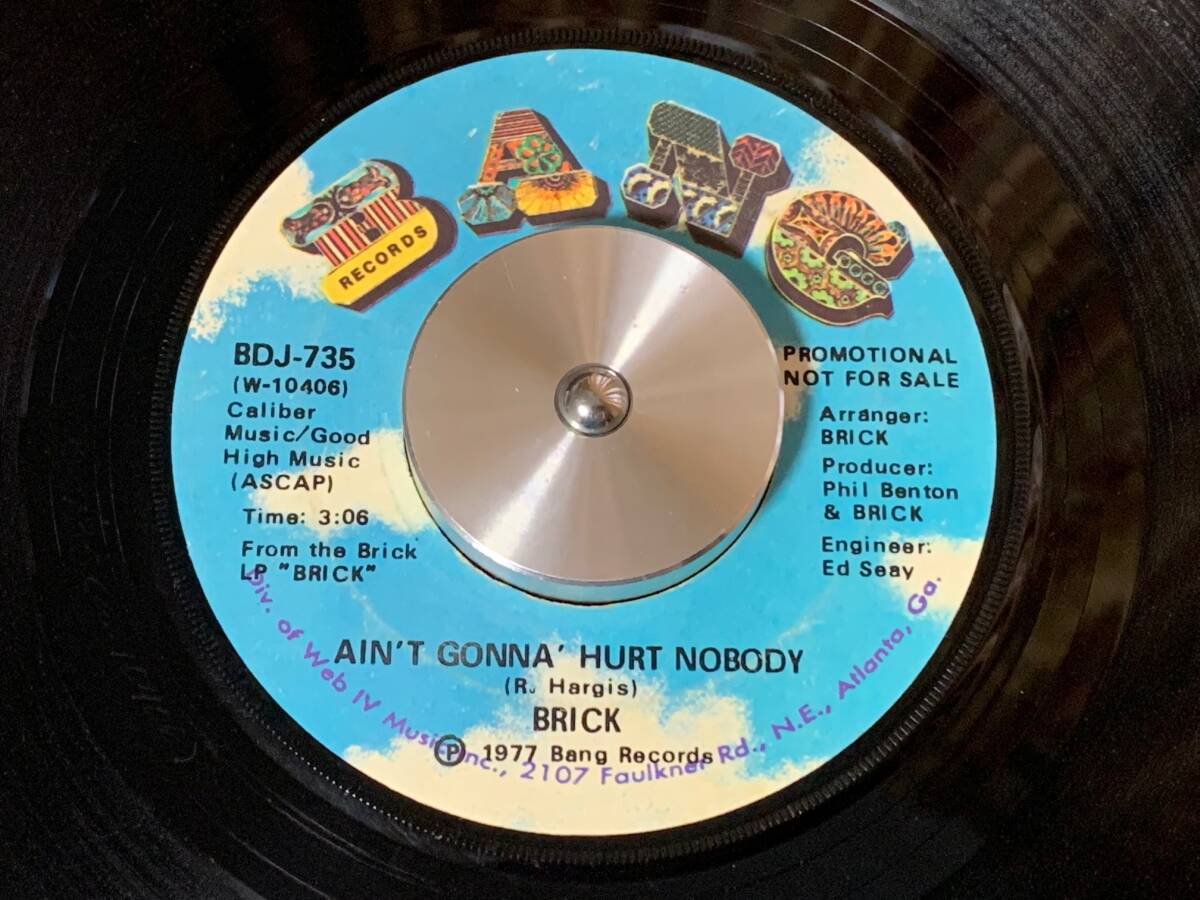 BANG
RECORDS
BDJ-735
(W-10406)
Caliber
Music/Good
High Music
(ASCAP)
Time: 3:06
From the Brick
LP "BRICK"
PROMOTIONAL
NOT FOR SALE
Arranger:
BRICK
Producer:
Phil Benton
& BRICK
Engineer:
Ed Seay
AIN'T GONNA' HURT NOBODY
(R. Hargis)
BRICK
Ⓟ 1977 Bang Records
Div. of Web IV Music Inc., 2107 Faulkner Rd., N.E., Atlanta, Ga.